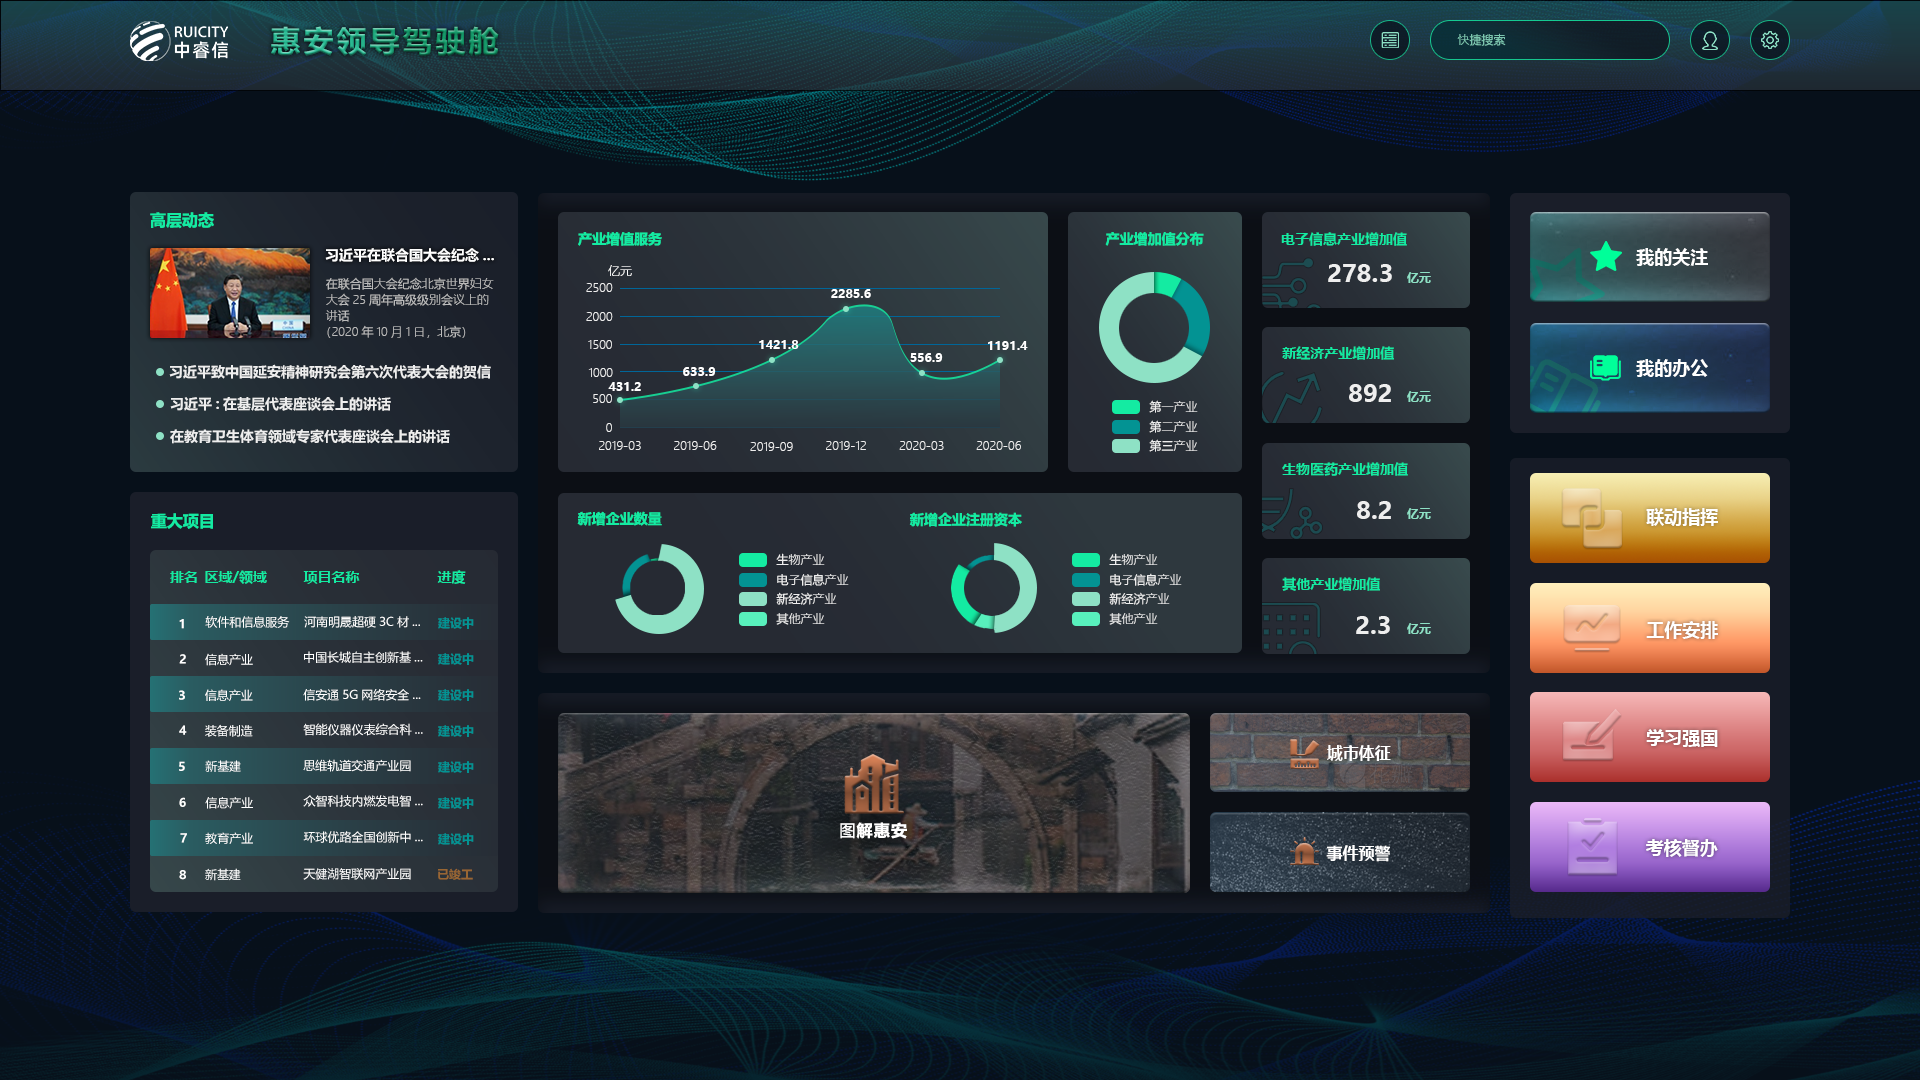 RUICITY
中睿信
惠安领导驾驶舱
快捷搜索
高层动态
习近平在联合国大会纪念 ...
在联合国大会纪念北京世界妇女
大会 25 周年高级级别会议上的
讲话
（2020 年 10 月 1 日，北京）
习近平致中国延安精神研究会第六次代表大会的贺信
习近平 : 在基层代表座谈会上的讲话
在教育卫生体育领域专家代表座谈会上的讲话
重大项目
排名 区域/领域 项目名称 进度
1 软件和信息服务 河南明晟超硬 3C 材 ... 建设中
2 信息产业 中国长城自主创新基 ... 建设中
3 信息产业 信安通 5G 网络安全 ... 建设中
4 装备制造 智能仪器仪表综合科 ... 建设中
5 新基建 思维轨道交通产业园 建设中
6 信息产业 众智科技内燃发电智 ... 建设中
7 教育产业 环球优路全国创新中 ... 建设中
8 新基建 天健湖智联网产业园 已竣工
产业增值服务
亿元
2500
2000
1500
1000
500
0
431.2
633.9
1421.8
2285.6
556.9
1191.4
2019-03 2019-06 2019-09 2019-12 2020-03 2020-06
产业增加值分布
第一产业
第二产业
第三产业
电子信息产业增加值
278.3 亿元
新经济产业增加值
892 亿元
生物医药产业增加值
8.2 亿元
其他产业增加值
2.3 亿元
新增企业数量
生物产业
电子信息产业
新经济产业
其他产业
新增企业注册资本
生物产业
电子信息产业
新经济产业
其他产业
图解惠安
城市体征
事件预警
我的关注
我的办公
联动指挥
工作安排
学习强国
考核督办